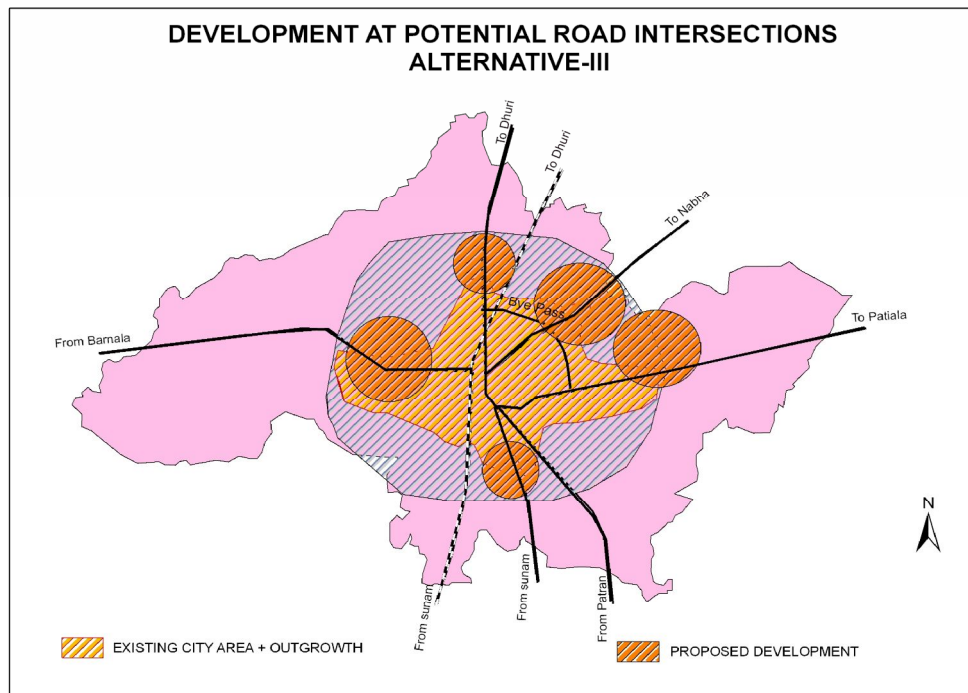 DEVELOPMENT AT POTENTIAL ROAD INTERSECTIONS
ALTERNATIVE-III
To Dhuri
To Dhuri
To Nabha
Bye Pass
To Patiala
From Barnala
N
From sunam
From sunam
From Patran
EXISTING CITY AREA + OUTGROWTH
PROPOSED DEVELOPMENT